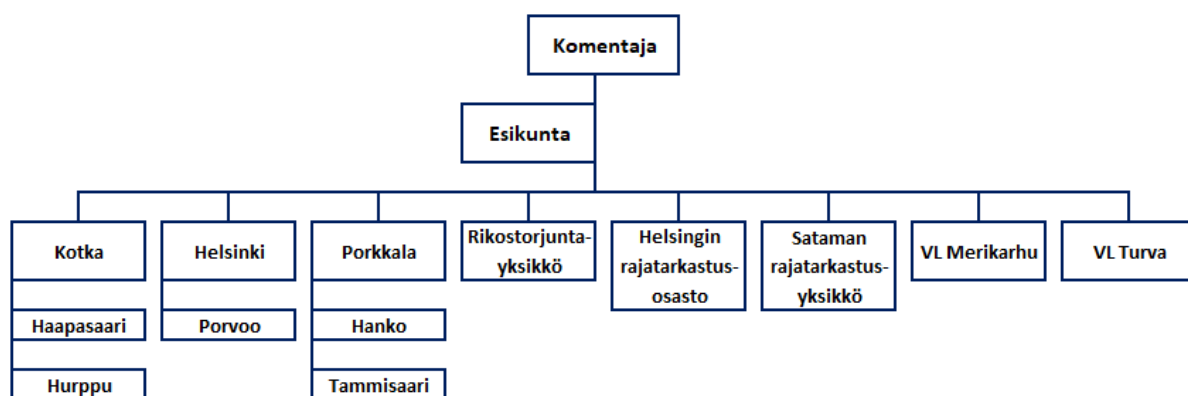 Komentaja
Esikunta
Kotka
Helsinki
Porkkala
Rikostorjunta-
yksikkö
Helsingin
rajatarkastus-
osasto
Sataman
rajatarkastus-
yksikkö
VL Merikarhu
VL Turva
Haapasaari
Porvoo
Hanko
Hurppu
Tammisaari